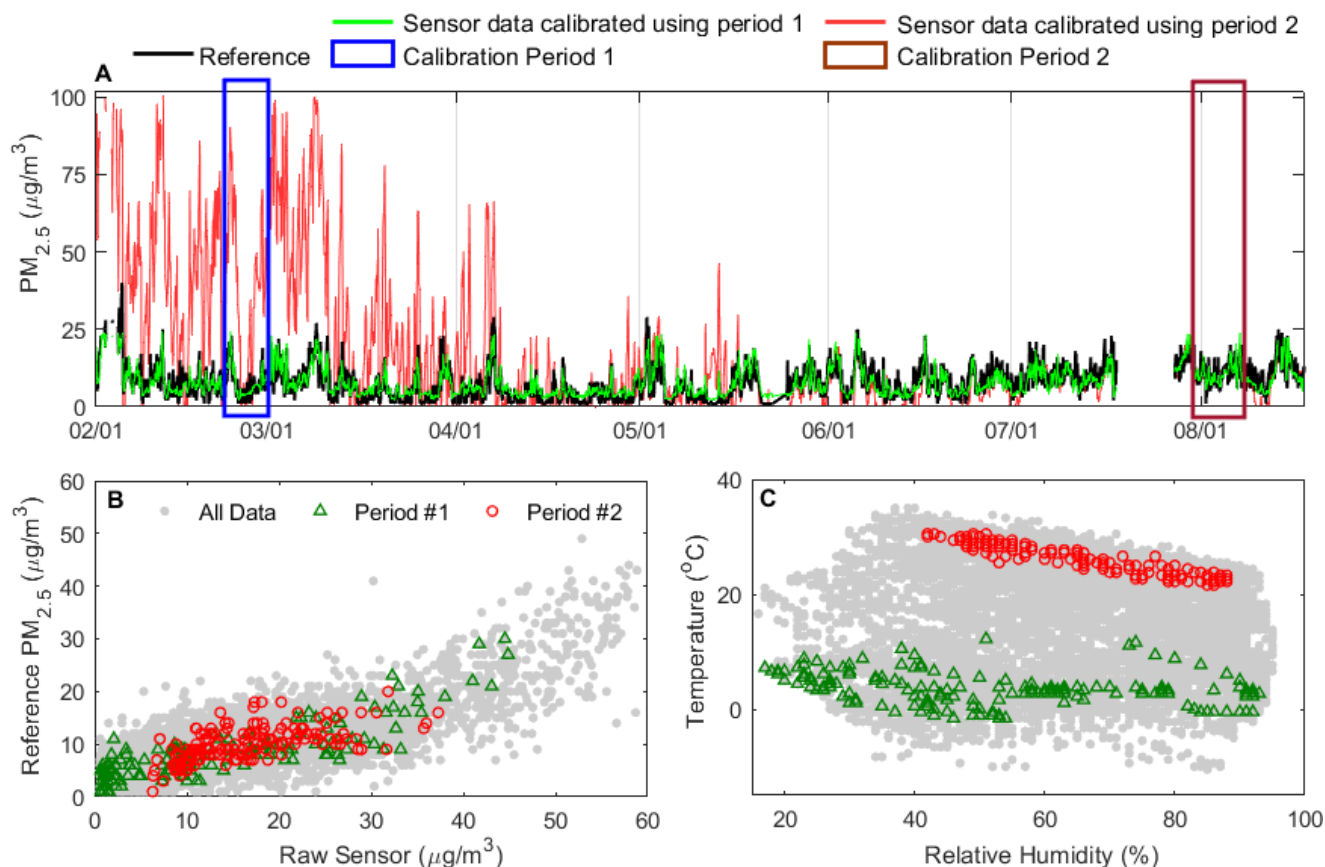 Sensor data calibrated using period 1
Sensor data calibrated using period 2
Reference
Calibration Period 1
Calibration Period 2
A
100
75
50
25
0
PM2.5 (μg/m3)
02/01 03/01 04/01 05/01 06/01 07/01 08/01
B
All Data Period #1 Period #2
60
50
40
30
20
10
0
Reference PM2.5 (μg/m3)
0 10 20 30 40 50 60
Raw Sensor (μg/m3)
C
40
20
0
Temperature (oC)
20 40 60 80 100
Relative Humidity (%)